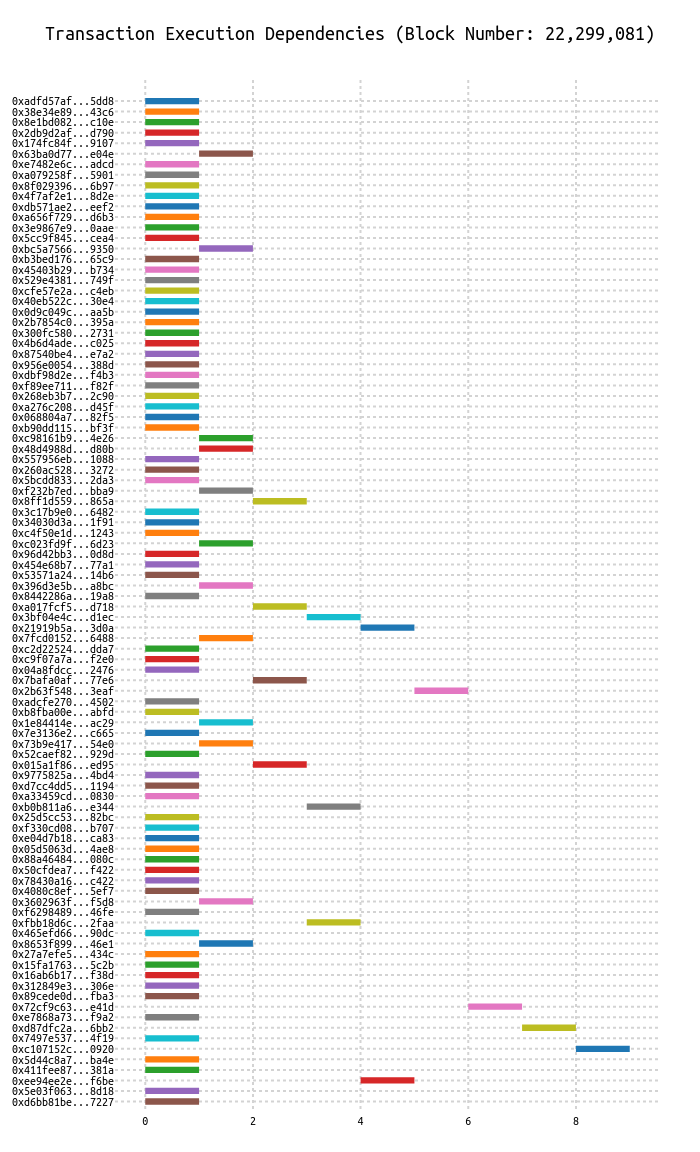 Transaction Execution Dependencies (Block Number: 22,299,081)
0xadfd57af...5dd8
0x38e34e89...43c6
0x8e1bd082...c10e
0x2db9d2af...d790
0x174fc84f...9107
0x63ba0d77...e04e
0xe7482e6c...adcd
0xa079258f...5901
0x8f029396...6b97
0x4f7af2e1...8d2e
0xdb571ae2...eef2
0xa656f729...d6b3
0x3e9867e9...0aae
0x5cc9f845...cea4
0xbc5a7566...9350
0xb3bed176...65c9
0x45403b29...b734
0x529e4381...749f
0xcfe57e2a...c4eb
0x40eb522c...30e4
0x0d9c049c...aa5b
0x2b7854c0...395a
0x300fc580...2731
0x4b6d4ade...c025
0x87540be4...e7a2
0x956e0054...388d
0xdbf98d2e...f4b3
0xf89ee711...f82f
0x268eb3b7...2c90
0xa276c208...d45f
0x068804a7...82f5
0xb90dd115...bf3f
0xc98161b9...4e26
0x48d4988d...d80b
0x557956eb...1088
0x260ac528...3272
0x5bcdd833...2da3
0xf232b7ed...bba9
0x8ff1d559...865a
0x3c17b9e0...6482
0x34030d3a...1f91
0xc4f50e1d...1243
0xc023fd9f...6d23
0x96d42bb3...0d8d
0x454e68b7...77a1
0x53571a24...14b6
0x396d3e5b...a8bc
0x8442286a...19a8
0xa017fcf5...d718
0x3bf04e4c...d1ec
0x21919b5a...3d0a
0x7fcd0152...6488
0xc2d22524...dda7
0xc9f07a7a...f2e0
0x04a8fdcc...2476
0x7bafa0af...77e6
0x2b63f548...3eaf
0xadcfe270...4502
0xb8fba00e...abfd
0x1e84414e...ac29
0x7e3136e2...c665
0x73b9e417...54e0
0x52caef82...929d
0x015a1f86...ed95
0x9775825a...4bd4
0xd7cc4dd5...1194
0xa33459cd...0830
0xb0b811a6...e344
0x25d5cc53...82bc
0xf330cd08...b707
0xe04d7b18...ca83
0x05d5063d...4ae8
0x88a46484...080c
0x50cfdea7...f422
0x78430a16...c422
0x4080c8ef...5ef7
0x3602963f...f5d8
0xf6298489...46fe
0xfbb18d6c...2faa
0x465efd66...90dc
0x8653f899...46e1
0x27a7efe5...434c
0x15fa1763...5c2b
0x16ab6b17...f38d
0x312849e3...306e
0x89cede0d...fba3
0x72cf9c63...e41d
0xe7868a73...f9a2
0xd87dfc2a...6bb2
0x7497e537...4f19
0xc107152c...0920
0x5d44c8a7...ba4e
0x411fee87...381a
0xee94ee2e...f6be
0x5e03f063...8d18
0xd6bb81be...7227
0 2 4 6 8